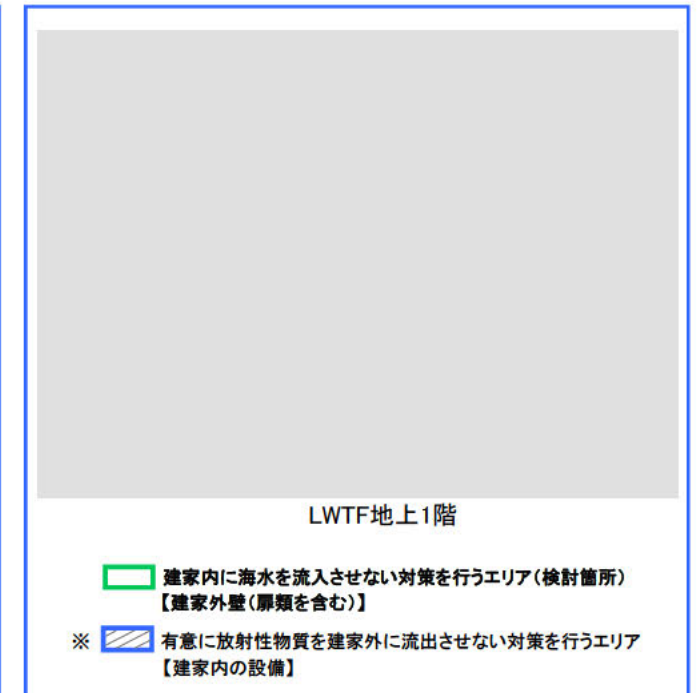 LWTF地上1階
建家内に海水を流入させない対策を行うエリア(検討箇所)
【建家外壁(扉類を含む)】
※ 有意に放射性物質を建家外に流出させない対策を行うエリア
【建家内の設備】